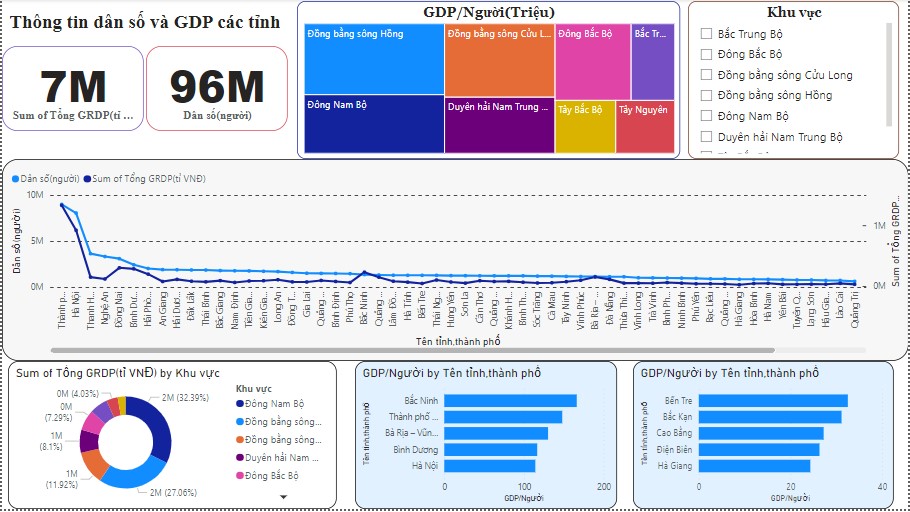 Thông tin dân số và GDP các tỉnh
7M
Sum of Tổng GRDP(tỉ ...
96M
Dân số(người)
GDP/Người(Triệu)
Đồng bằng sông Hồng
Đồng bằng sông Cửu L...
Đông Bắc Bộ
Bắc Tr...
Đông Nam Bộ
Duyên hải Nam Trung ...
Tây Bắc Bộ
Tây Nguyên
Khu vực
Bắc Trung Bộ
Đông Bắc Bộ
Đồng bằng sông Cửu Long
Đồng bằng sông Hồng
Đông Nam Bộ
Duyên hải Nam Trung Bộ
Dân số(người)
Sum of Tổng GRDP(tỉ VNĐ)
Dân số(người)
10M
5M
0M
1M
0M
Sum of Tổng GRDP...
Thành p...
Hà Nội
Thanh H...
Nghệ An
Đồng Nai
Bình Dư...
Hải Phò...
An Giang
Hải Dươ...
Đắk Lắk
Thái Bình
Bắc Giang
Nam Định
Tiền Gia...
Kiên Gia...
Long An
Đồng T...
Gia Lai
Quảng ...
Bình Định
Phú Thọ
Bắc Ninh
Quảng ...
Lâm Đồ...
Hà Tĩnh
Bến Tre
Thái Ng...
Hưng Yên
Sơn La
Cần Thơ
Quảng ...
Khánh H...
Bình Th...
Sóc Trăng
Cà Mau
Tây Ninh
Vĩnh Phúc
Bà Rịa – ...
Đà Nẵng
Thừa Thi...
Vĩnh Long
Trà Vinh
Bình Ph...
Ninh Bình
Phú Yên
Bạc Liêu
Quảng ...
Hà Giang
Hòa Bình
Hà Nam
Yên Bái
Tuyên Q...
Lạng Sơn
Hậu Gia...
Lào Cai
Quảng Trị
Tên tỉnh,thành phố
Sum of Tổng GRDP(tỉ VNĐ) by Khu vực
0M (4.03%)
0M
(7.29%)
1M
(8.1%)
1M
(11.92%)
2M (32.39%)
2M (27.06%)
Khu vực
Đông Nam Bộ
Đồng bằng sông...
Đồng bằng sông...
Duyên hải Nam ...
Đông Bắc Bộ
GDP/Người by Tên tỉnh,thành phố
Tên tỉnh,thành phố
Bắc Ninh
Thành phố ...
Bà Rịa – Vũn...
Bình Dương
Hà Nội
0
100
200
GDP/Người
GDP/Người by Tên tỉnh,thành phố
Tên tỉnh,thành phố
Bến Tre
Bắc Kạn
Cao Bằng
Điện Biên
Hà Giang
0
20
40
GDP/Người